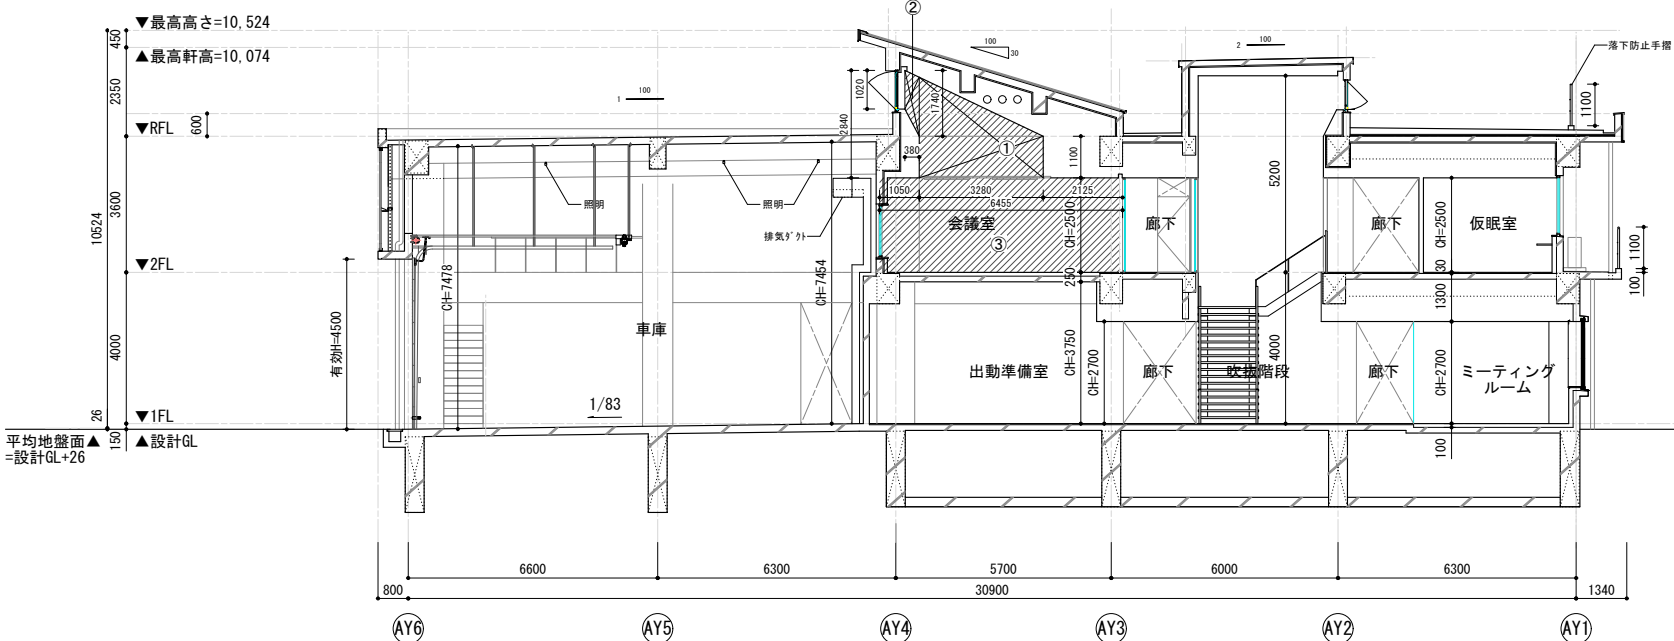 ▼最高高さ=10,524
▲最高軒高=10,074
450
2350
600
▼RFL
3600
10524
▼2FL
4000
▼1FL
26
150
▲設計GL
平均地盤面▲
=設計GL+26
②
100
30
100
1
100
2
落下防止手摺
1100
1020
1740
2840
380
①
1100
1050
3280
2125
6455
会議室
③
CH=2500
250
廊下
5200
廊下
CH=2500
仮眠室
30
1100
100
1300
照明
照明
排気ダクト
CH=7478
CH=7454
有効H=4500
車庫
1/83
出動準備室
CH=3750
CH=2700
廊下
吹抜階段
4000
廊下
CH=2700
ミーティング
ルーム
100
6600
6300
5700
6000
6300
800
30900
1340
AY6
AY5
AY4
AY3
AY2
AY1